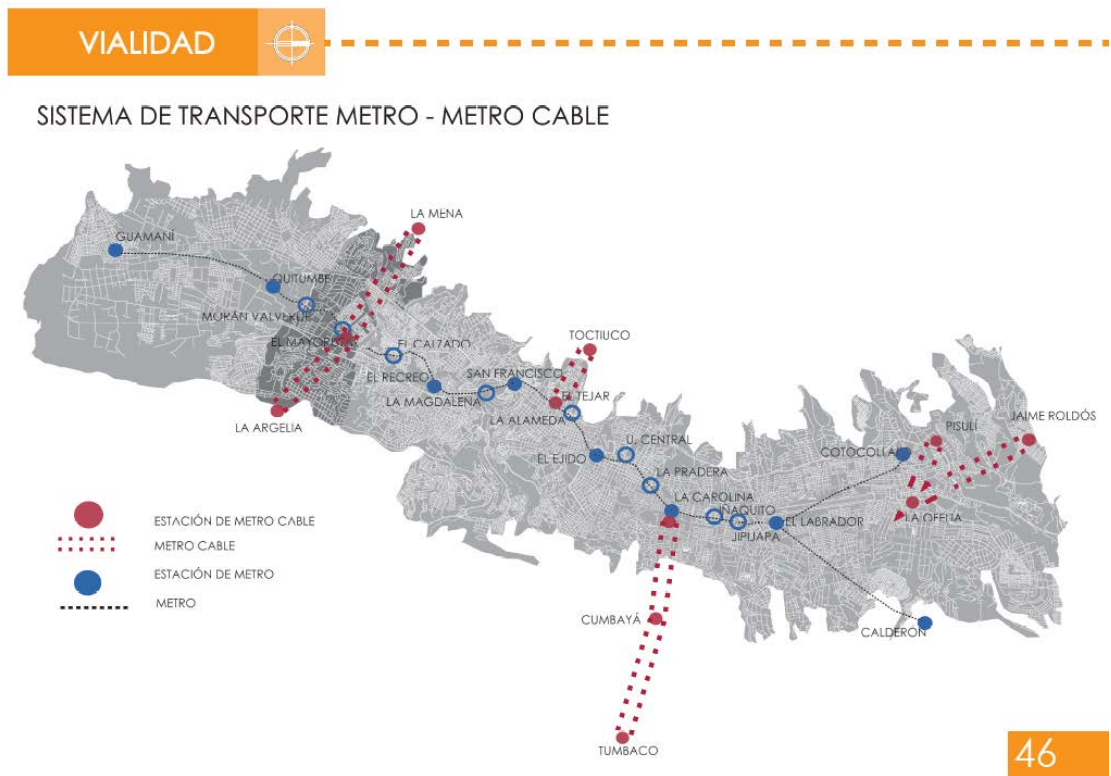 VIALIDAD
SISTEMA DE TRANSPORTE METRO - METRO CABLE
LA MENA
GUAMANÍ
QUITUMBE
MORÁN VALVERDE
EL CALZADO
TOCTIUCO
EL RECREO
SAN FRANCISCO
LA MAGDALENA
EL TEJAR
LA ALAMEDA
LA ARGELIA
U. CENTRAL
EL EJIDO
LA PRADERA
PISULÍ
JAIME ROLDÓS
LA CAROLINA
IÑAQUITO
JIPIJAPA
EL LABRADOR
LA OFELIA
ESTACIÓN DE METRO CABLE
METRO CABLE
ESTACIÓN DE METRO
METRO
CUMBAYÁ
CALDERÓN
TUMBACO
46